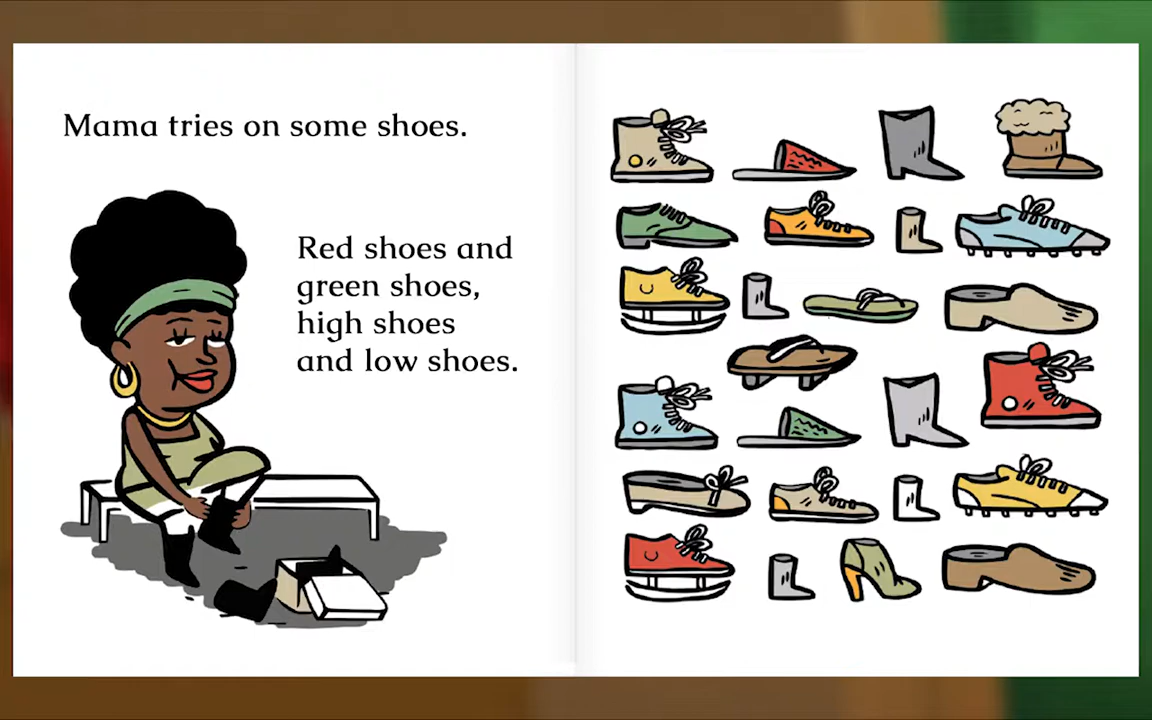 Mama tries on some shoes.
Red shoes and
green shoes,
high shoes
and low shoes.